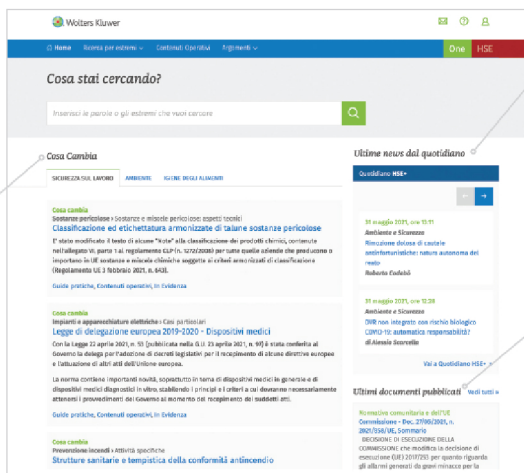 Wolters Kluwer
Home Ricerca per estremi Contenuti Operativi Argomenti One HSE
Cosa stai cercando?
Inserisci le parole o gli estremi che vuoi cercare
Cosa Cambia
SICUREZZA SUL LAVORO AMBIENTE IGIENE DEGLI ALIMENTI
Cosa cambia
Sostanze pericolose › Sostanze e miscele pericolose: aspetti tecnici
Classificazione ed etichettatura armonizzate di talune sostanze pericolose
E' stato modificato il testo di alcune "Note" alla classificazione dei prodotti chimici, contenute
nell'allegato VI, parte 1 al regolamento CLP (n. 1272/2008) per tutte quelle aziende che producono o
importano in UE sostanze e miscele chimiche soggette ai criteri armonizzati di classificazione
(Regolamento UE 3 febbraio 2021, n. 643).
Guide pratiche, Contenuti operativi, In Evidenza
Cosa cambia
Impianti e apparecchiature elettriche › Casi particolari
Legge di delegazione europea 2019-2020 - Dispositivi medici
Con la Legge 22 aprile 2021, n. 53 (pubblicata nella G.U. 23 aprile 2021, n. 97) è stata conferita al
Governo la delega per l'adozione di decreti legislativi per il recepimento di alcune direttive europee
e l'attuazione di altri atti dell'Unione europea.
La norma contiene importanti novità, soprattutto in tema di dispositivi medici in generale e di
dispositivi medici diagnostici in vitro, stabilendo i principi e i criteri a cui dovranno necessariamente
attenersi i provvedimenti del Governo al momento del recepimento dei suddetti atti.
Guide pratiche, Contenuti operativi, In Evidenza
Cosa cambia
Prevenzione incendi › Attività specifiche
Strutture sanitarie e tempistica della conformità antincendio
Ultime news dal quotidiano
Quotidiano HSE+
31 maggio 2021, ore 13:11
Ambiente e Sicurezza
Rimozione dolosa di cautele
antinfortunistiche: natura autonoma del
reato
Roberto Codebò
31 maggio 2021, ore 12:28
Ambiente e Sicurezza
DVR non integrato con rischio biologico
COVID-19: automatica responsabilità?
di Alessio Scarcella
Vai a Quotidiano HSE+ »
Ultimi documenti pubblicati Vedi tutti »
Normativa comunitaria e dell'UE
Commissione - Dec. 27/05/2021, n.
2021/858/UE, Sommario
DECISIONE DI ESECUZIONE DELLA
COMMISSIONE che modifica la decisione di
esecuzione (UE) 2017/253 per quanto riguarda
gli allarmi generati da gravi minacce per la